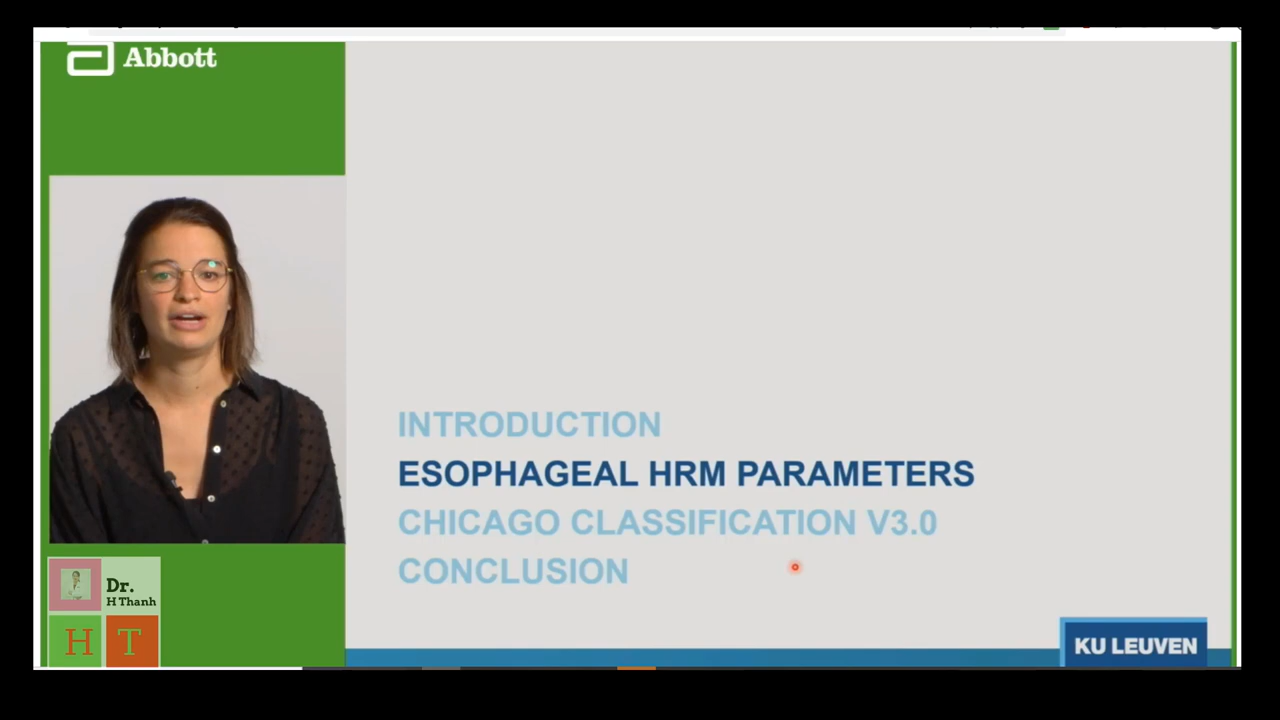 Abbott
INTRODUCTION
ESOPHAGEAL HRM PARAMETERS
CHICAGO CLASSIFICATION V3.0
CONCLUSION
Dr.
H Thanh
H T
KU LEUVEN